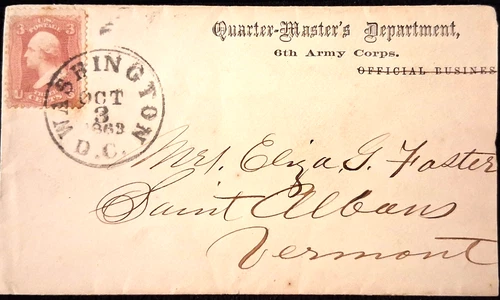 Quarter-Master's Department,
6th Army Corps.
OFFICIAL BUSINES
3 3
WASHINGTON
OCT
3
1863
D.C.
Mrs. Eliza G. Foster
Saint Albans
Vermont